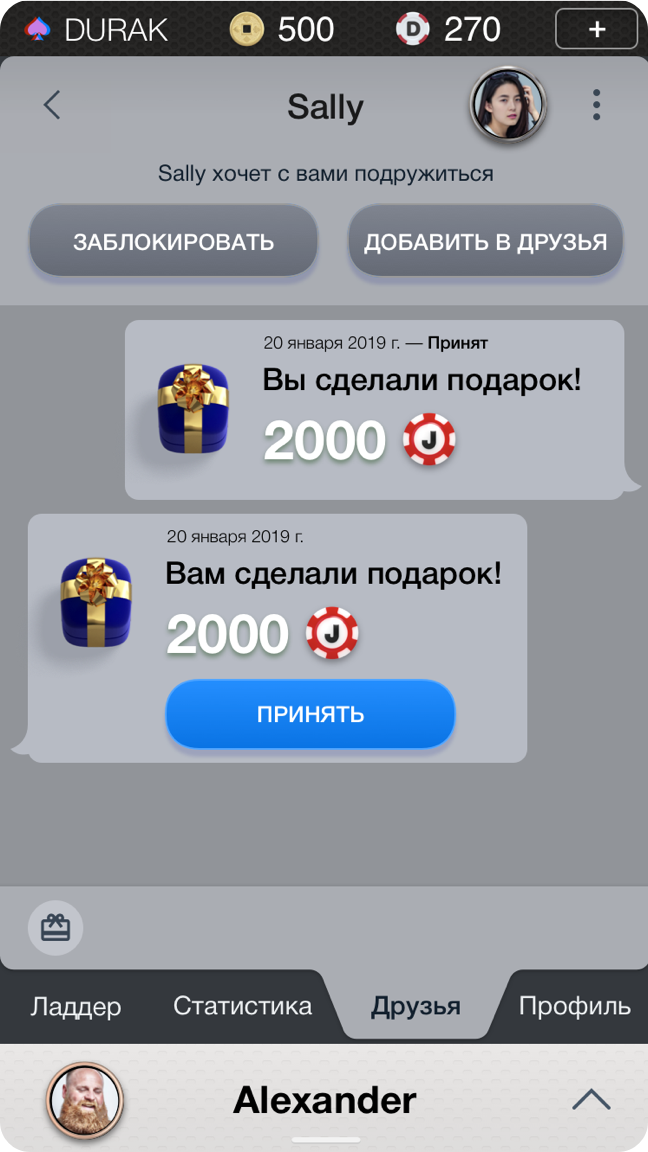 DURAK 500 D 270 +
Sally
Sally хочет с вами подружиться
ЗАБЛОКИРОВАТЬ ДОБАВИТЬ В ДРУЗЬЯ
20 января 2019 г. — Принят
Вы сделали подарок!
2000 J
20 января 2019 г.
Вам сделали подарок!
2000 J
ПРИНЯТЬ
Ладдер Статистика Друзья Профиль
Alexander